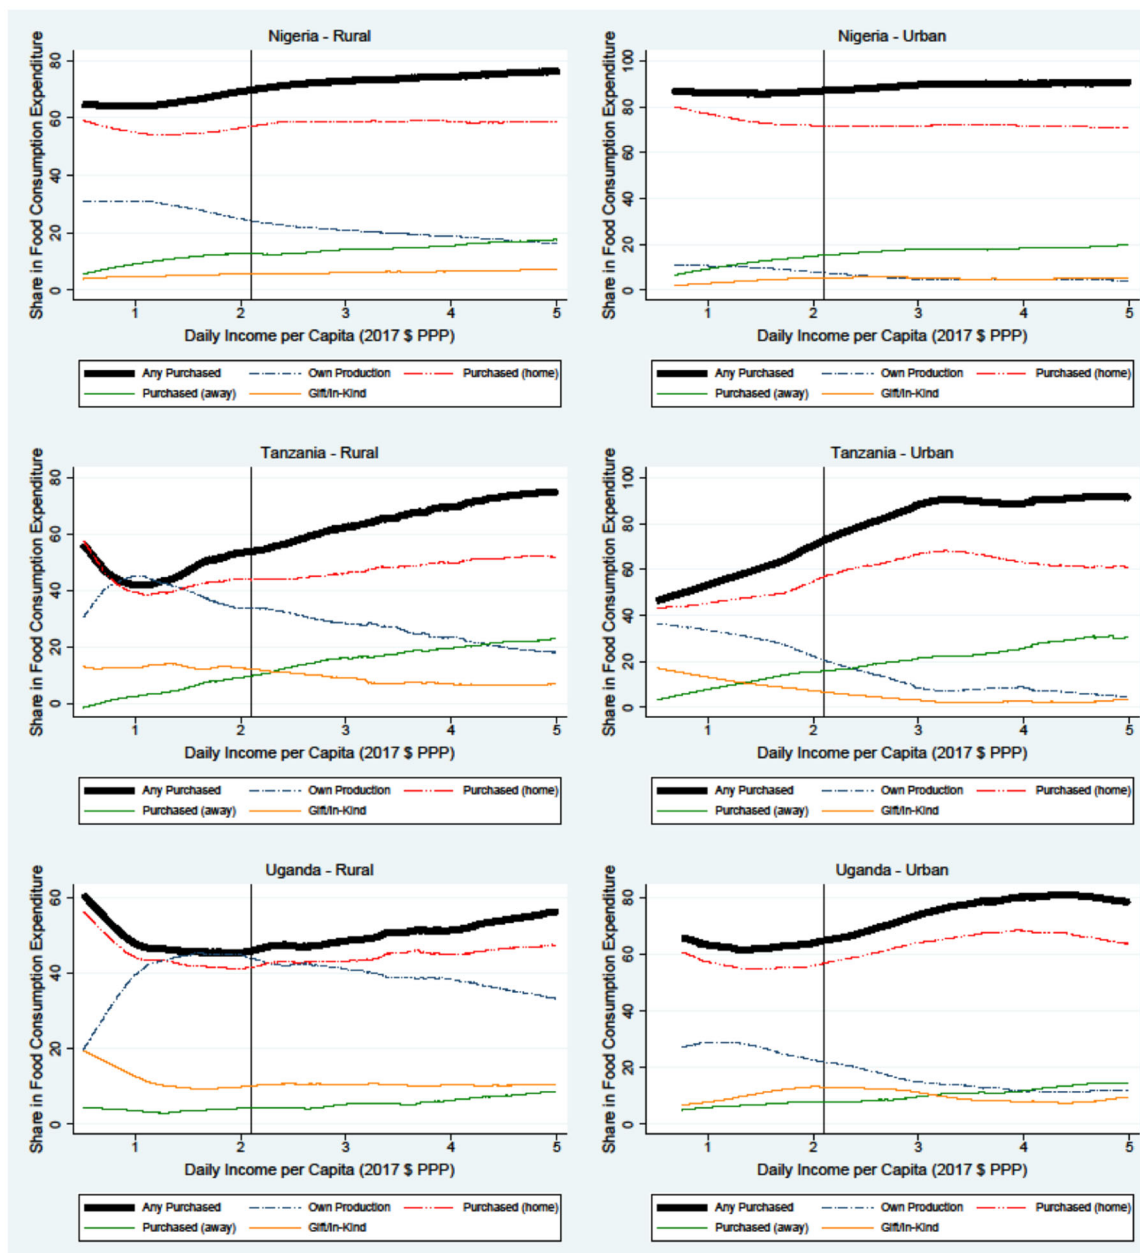 Nigeria - Rural
Share in Food Consumption Expenditure
80
60
40
20
0
1 2 3 4 5
Daily Income per Capita (2017 $ PPP)
Any Purchased Own Production Purchased (home)
Purchased (away) Gift/In-Kind
Nigeria - Urban
Share in Food Consumption Expenditure
100
80
60
40
20
0
1 2 3 4 5
Daily Income per Capita (2017 $ PPP)
Any Purchased Own Production Purchased (home)
Purchased (away) Gift/In-Kind
Tanzania - Rural
Share in Food Consumption Expenditure
80
60
40
20
0
1 2 3 4 5
Daily Income per Capita (2017 $ PPP)
Any Purchased Own Production Purchased (home)
Purchased (away) Gift/In-Kind
Tanzania - Urban
Share in Food Consumption Expenditure
100
80
60
40
20
0
1 2 3 4 5
Daily Income per Capita (2017 $ PPP)
Any Purchased Own Production Purchased (home)
Purchased (away) Gift/In-Kind
Uganda - Rural
Share in Food Consumption Expenditure
60
40
20
0
1 2 3 4 5
Daily Income per Capita (2017 $ PPP)
Any Purchased Own Production Purchased (home)
Purchased (away) Gift/In-Kind
Uganda - Urban
Share in Food Consumption Expenditure
80
60
40
20
0
1 2 3 4 5
Daily Income per Capita (2017 $ PPP)
Any Purchased Own Production Purchased (home)
Purchased (away) Gift/In-Kind